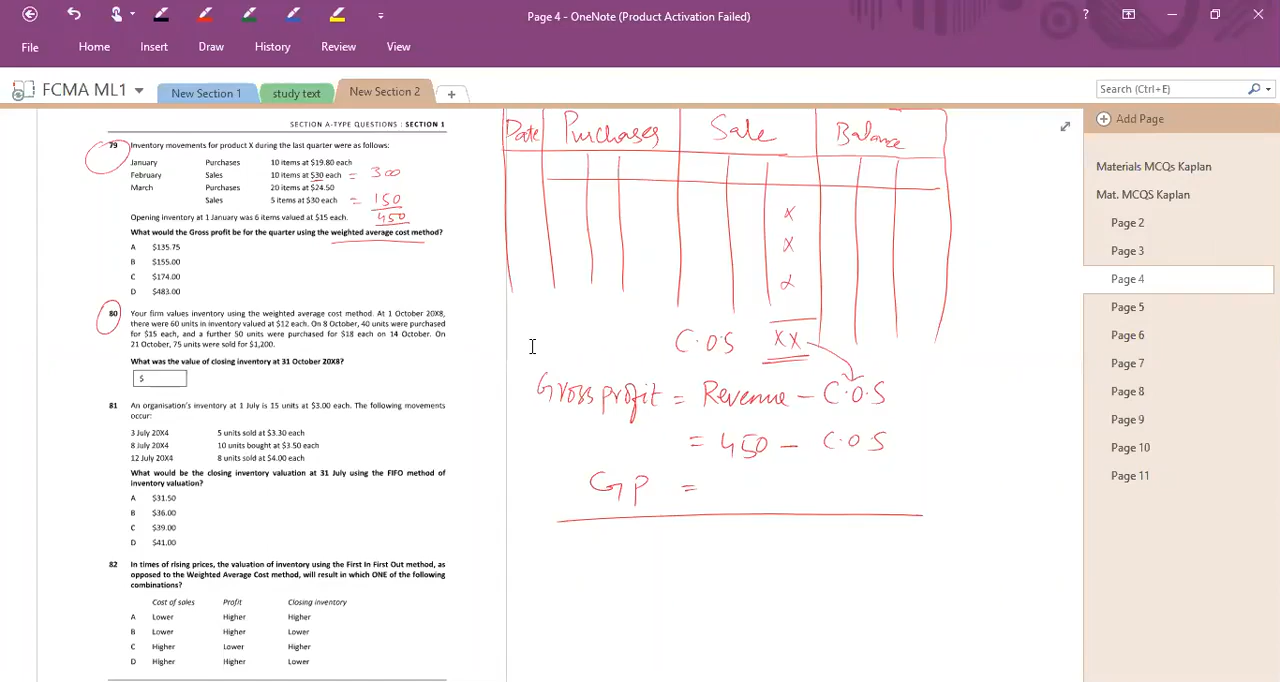 Page 4 - OneNote (Product Activation Failed)
?
File Home Insert Draw History Review View
FCMA ML1 New Section 1 study text New Section 2 +
Search (Ctrl+E)
Add Page
Materials MCQs Kaplan
Mat. MCQS Kaplan
Page 2
Page 3
Page 4
Page 5
Page 6
Page 7
Page 8
Page 9
Page 10
Page 11
SECTION A-TYPE QUESTIONS : SECTION 1
79 Inventory movements for product X during the last quarter were as follows:
January Purchases 10 items at $19.80 each
February Sales 10 items at $30 each = 300
March Purchases 20 items at $24.50
Sales 5 items at $30 each = 150
450
Opening inventory at 1 January was 6 items valued at $15 each.
What would the Gross profit be for the quarter using the weighted average cost method?
A $135.75
B $155.00
C $174.00
D $483.00
80 Your firm values inventory using the weighted average cost method. At 1 October 20X8,
there were 60 units in inventory valued at $12 each. On 8 October, 40 units were purchased
for $15 each, and a further 50 units were purchased for $18 each on 14 October. On
21 October, 75 units were sold for $1,200.
What was the value of closing inventory at 31 October 20X8?
$
81 An organisation's inventory at 1 July is 15 units at $3.00 each. The following movements
occur:
3 July 20X4 5 units sold at $3.30 each
8 July 20X4 10 units bought at $3.50 each
12 July 20X4 8 units sold at $4.00 each
What would be the closing inventory valuation at 31 July using the FIFO method of
inventory valuation?
A $31.50
B $36.00
C $39.00
D $41.00
82 In times of rising prices, the valuation of inventory using the First In First Out method, as
opposed to the Weighted Average Cost method, will result in which ONE of the following
combinations?
Cost of sales Profit Closing inventory
A Lower Higher Higher
B Lower Higher Lower
C Higher Lower Higher
D Higher Higher Lower
Date Purchases Sale Balance
X
X
X
C.O.S XX
Gross profit = Revenue - C.O.S
= 450 - C.O.S
GP =